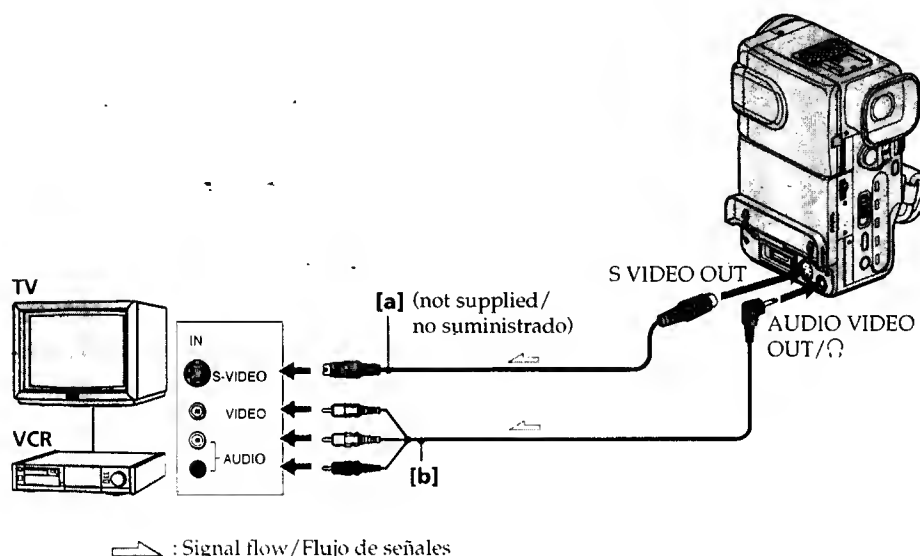 S VIDEO OUT
TV
[a] (not supplied/
no suministrado)
AUDIO VIDEO
OUT/
IN
S-VIDEO
VIDEO
VCR
AUDIO
[b]
: Signal flow/Flujo de señales